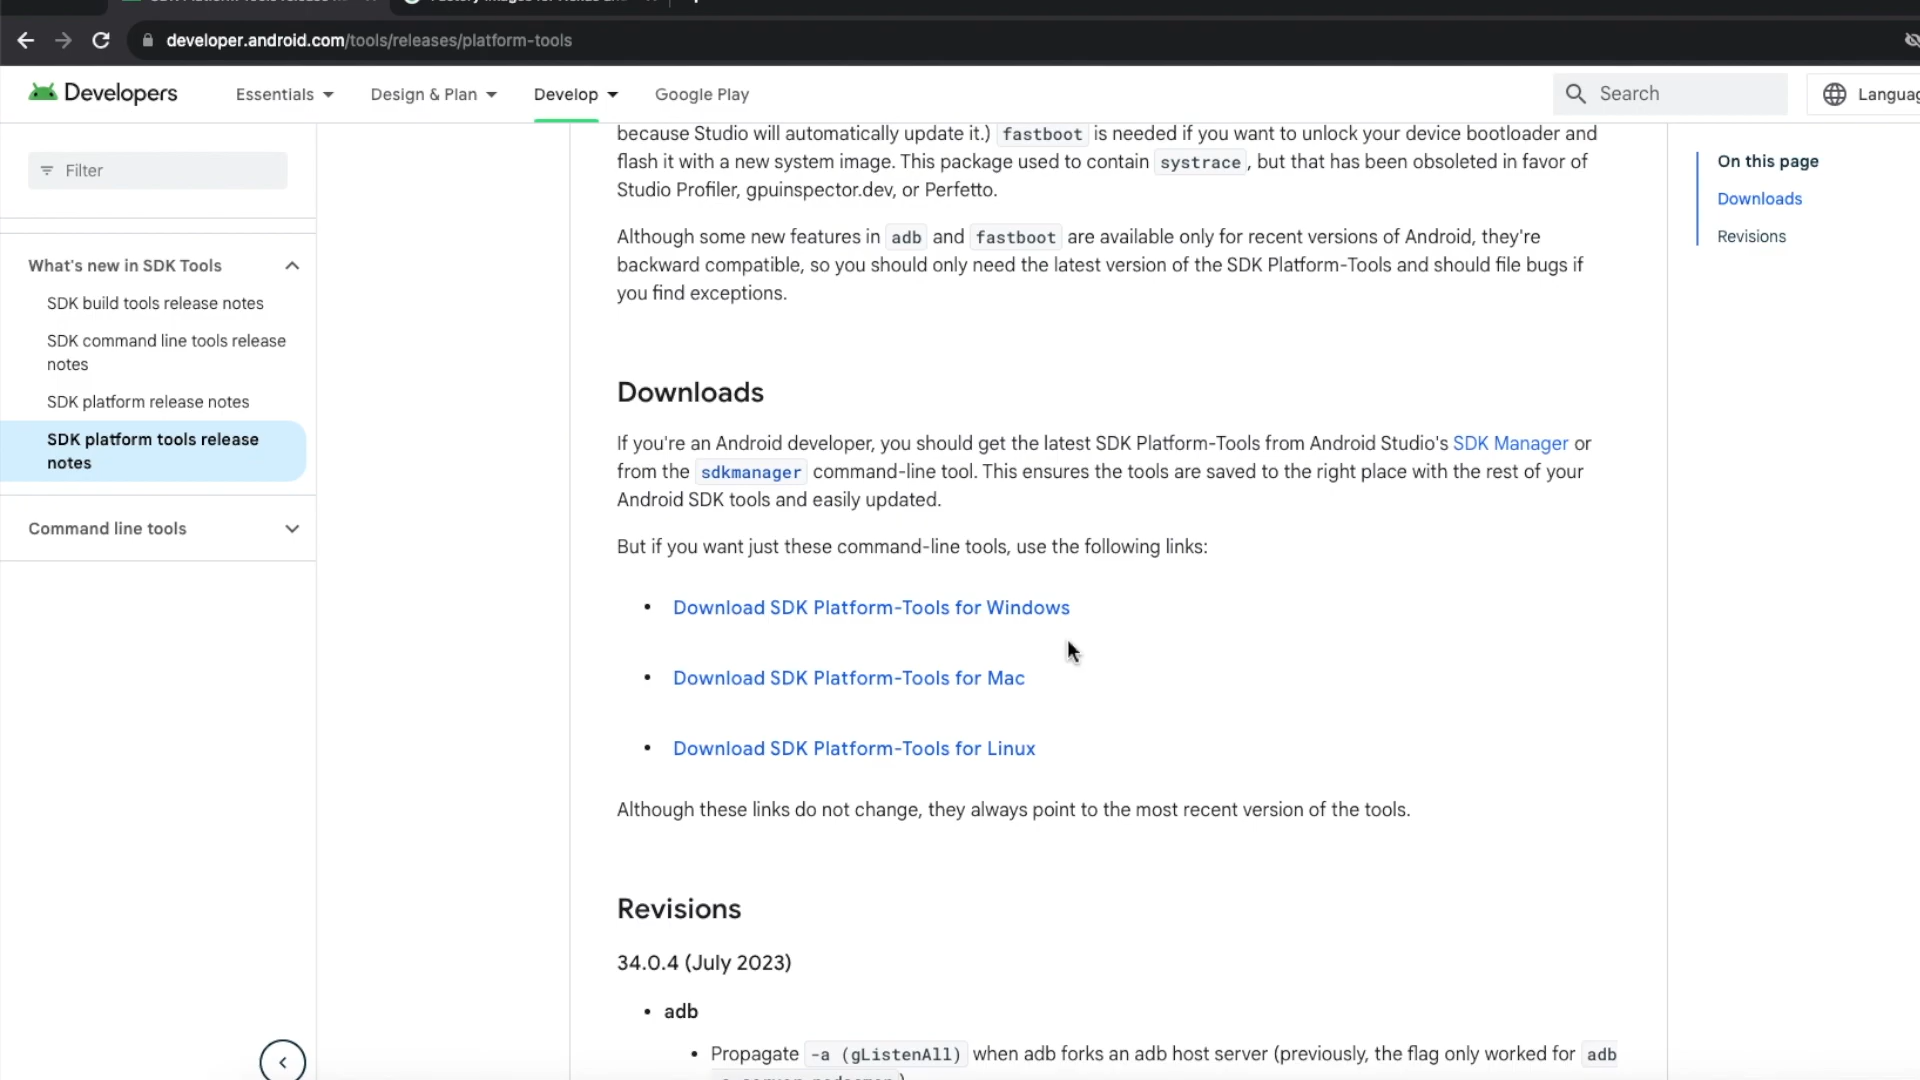 developer.android.com/tools/releases/platform-tools
Developers
Essentials
Design & Plan
Develop
Google Play
Search
Filter
What's new in SDK Tools
SDK build tools release notes
SDK command line tools release
notes
SDK platform release notes
SDK platform tools release
notes
Command line tools
because Studio will automatically update it.) fastboot is needed if you want to unlock your device bootloader and
flash it with a new system image. This package used to contain systrace, but that has been obsoleted in favor of
Studio Profiler, gpuinspector.dev, or Perfetto.
Although some new features in adb and fastboot are available only for recent versions of Android, they're
backward compatible, so you should only need the latest version of the SDK Platform-Tools and should file bugs if
you find exceptions.
Downloads
If you're an Android developer, you should get the latest SDK Platform-Tools from Android Studio's SDK Manager or
from the sdkmanager command-line tool. This ensures the tools are saved to the right place with the rest of your
Android SDK tools and easily updated.
But if you want just these command-line tools, use the following links:
• Download SDK Platform-Tools for Windows
• Download SDK Platform-Tools for Mac
• Download SDK Platform-Tools for Linux
Although these links do not change, they always point to the most recent version of the tools.
Revisions
34.0.4 (July 2023)
• adb
• Propagate -a (gListenAll) when adb forks an adb host server (previously, the flag only worked for adb
On this page
Downloads
Revisions